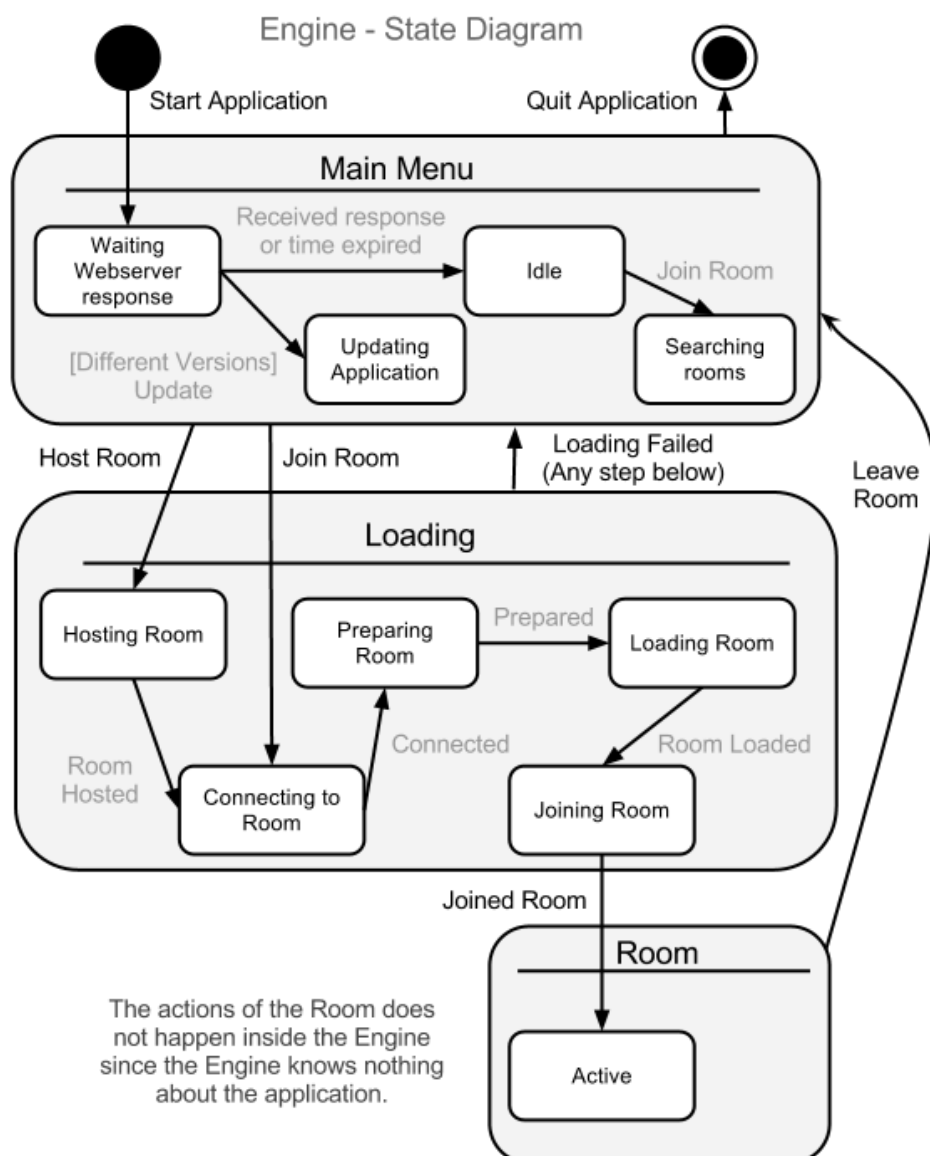 Engine - State Diagram
Start Application
Quit Application
Main Menu
Received response
or time expired
Waiting
Webserver
response
Idle
Join Room
[Different Versions]
Update
Updating
Application
Searching
rooms
Host Room
Join Room
Loading Failed
(Any step below)
Leave
Room
Loading
Hosting Room
Preparing
Room
Prepared
Loading Room
Room
Hosted
Connected
Room Loaded
Connecting to
Room
Joining Room
Joined Room
Room
The actions of the Room does
not happen inside the Engine
since the Engine knows nothing
about the application.
Active